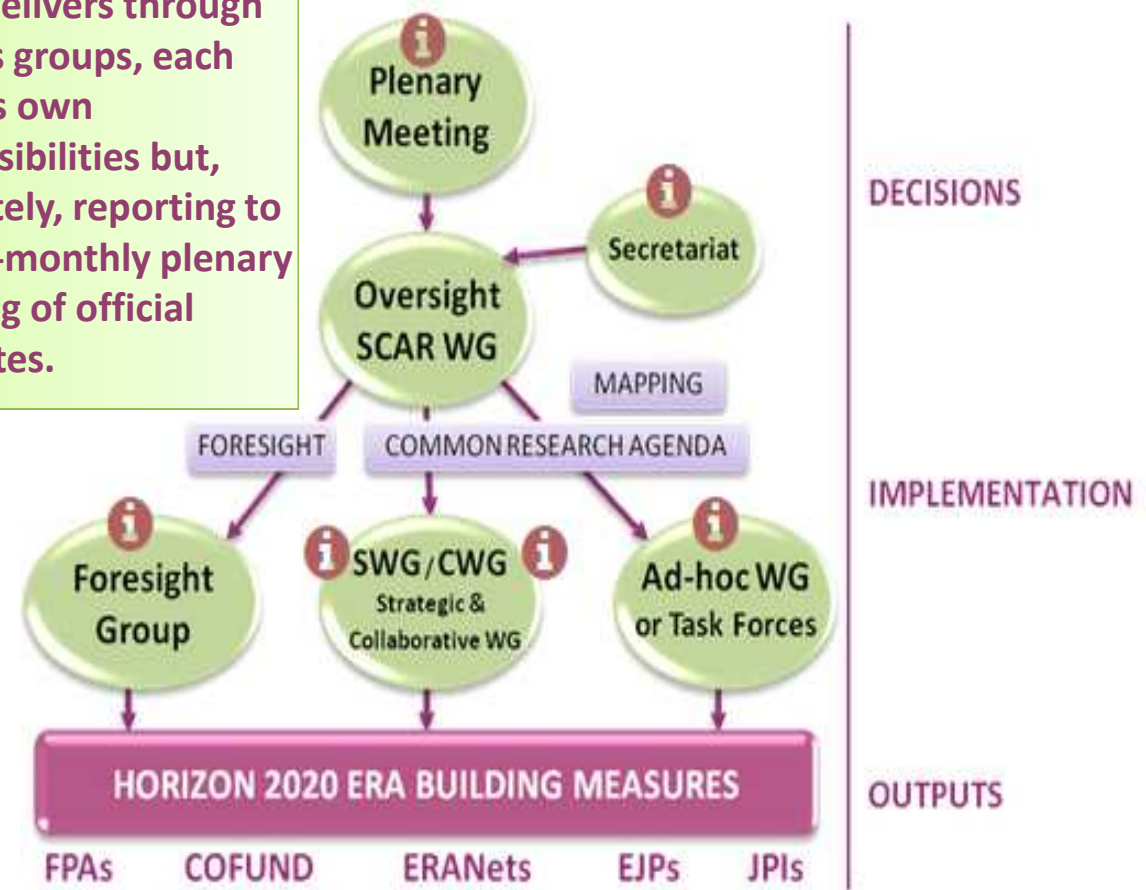 elivers through
s groups, each
s own
sibilities but,
tely, reporting to
-monthly plenary
g of official
tes.
i
Plenary
Meeting
i
Secretariat
Oversight
SCAR WG
DECISIONS
MAPPING
FORESIGHT
COMMON RESEARCH AGENDA
IMPLEMENTATION
i
Foresight
Group
i
SWG/CWG
i
Strategic &
Collaborative WG
i
Ad-hoc WG
or Task Forces
HORIZON 2020 ERA BUILDING MEASURES
OUTPUTS
FPAs COFUND ERANets EJPs JPIs